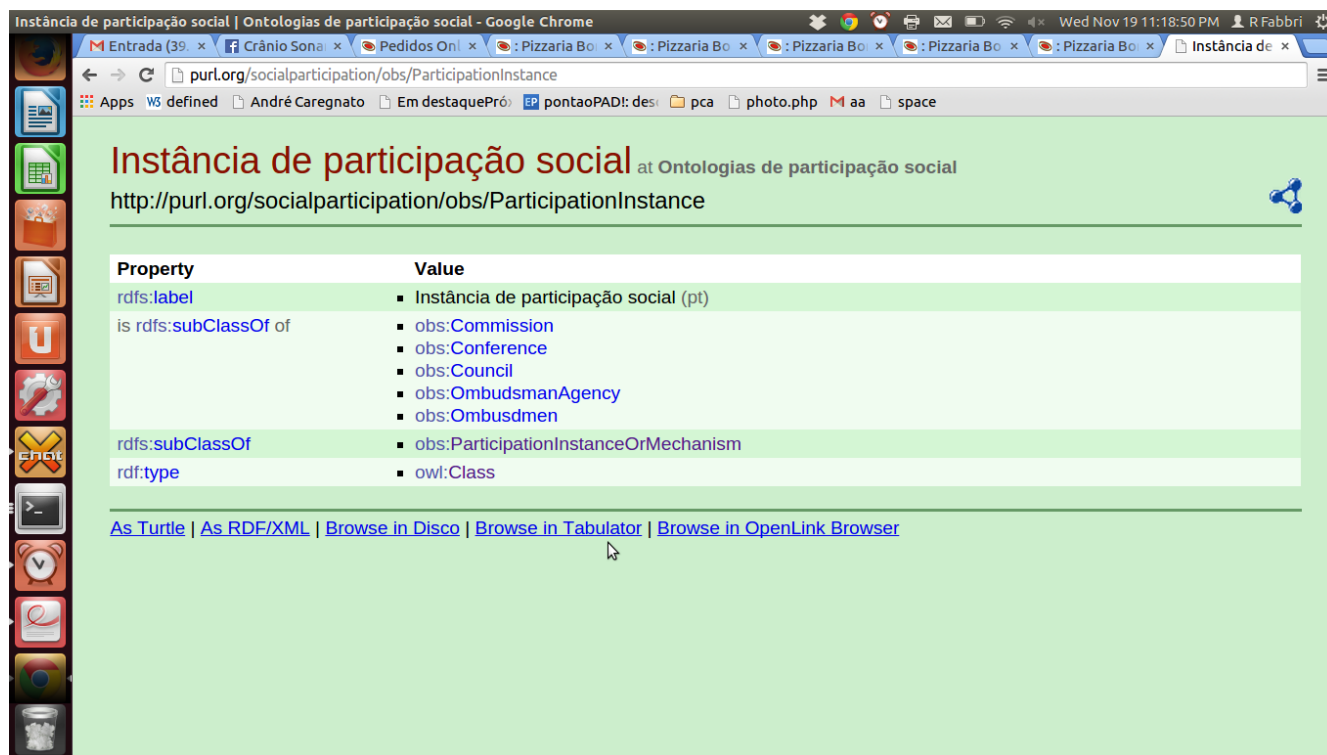 Instância de participação social | Ontologias de participação social - Google Chrome
Wed Nov 19 11:18:50 PM R Fabbri
Entrada (39. Crânio Sona Pedidos Onl : Pizzaria Bo : Pizzaria Bo : Pizzaria Bo : Pizzaria Bo : Pizzaria Bo Instância de
purl.org/socialparticipation/obs/ParticipationInstance
Apps W3 defined André Caregnato Em destaquePró EP pontaoPAD!: des pca photo.php aa space
Instância de participação social at Ontologias de participação social
http://purl.org/socialparticipation/obs/ParticipationInstance
Property Value
rdfs:label Instância de participação social (pt)
is rdfs:subClassOf of obs:Commission
obs:Conference
obs:Council
obs:OmbudsmanAgency
obs:Ombusdmen
rdfs:subClassOf obs:ParticipationInstanceOrMechanism
rdf:type owl:Class
As Turtle | As RDF/XML | Browse in Disco | Browse in Tabulator | Browse in OpenLink Browser
chat